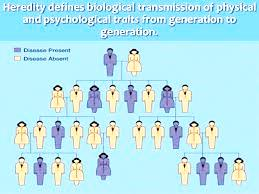 Heredity defines biological transmission of physical
and psychological traits from generation to
generation.
Disease Present
Disease Absent